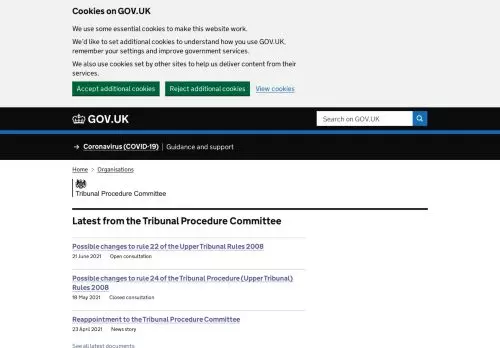 Cookies on GOV.UK
We use some essential cookies to make this website work.
We'd like to set additional cookies to understand how you use GOV.UK,
remember your settings and improve government services.
We also use cookies set by other sites to help us deliver content from their
services.
Accept additional cookies Reject additional cookies View cookies
GOV.UK Search on GOV.UK
→ Coronavirus (COVID-19) Guidance and support
Home > Organisations
Tribunal Procedure Committee
Latest from the Tribunal Procedure Committee
Possible changes to rule 22 of the Upper Tribunal Rules 2008
21 June 2021 Open consultation
Possible changes to rule 24 of the Tribunal Procedure (Upper Tribunal)
Rules 2008
18 May 2021 Closed consultation
Reappointment to the Tribunal Procedure Committee
23 April 2021 News story
See all latest documents